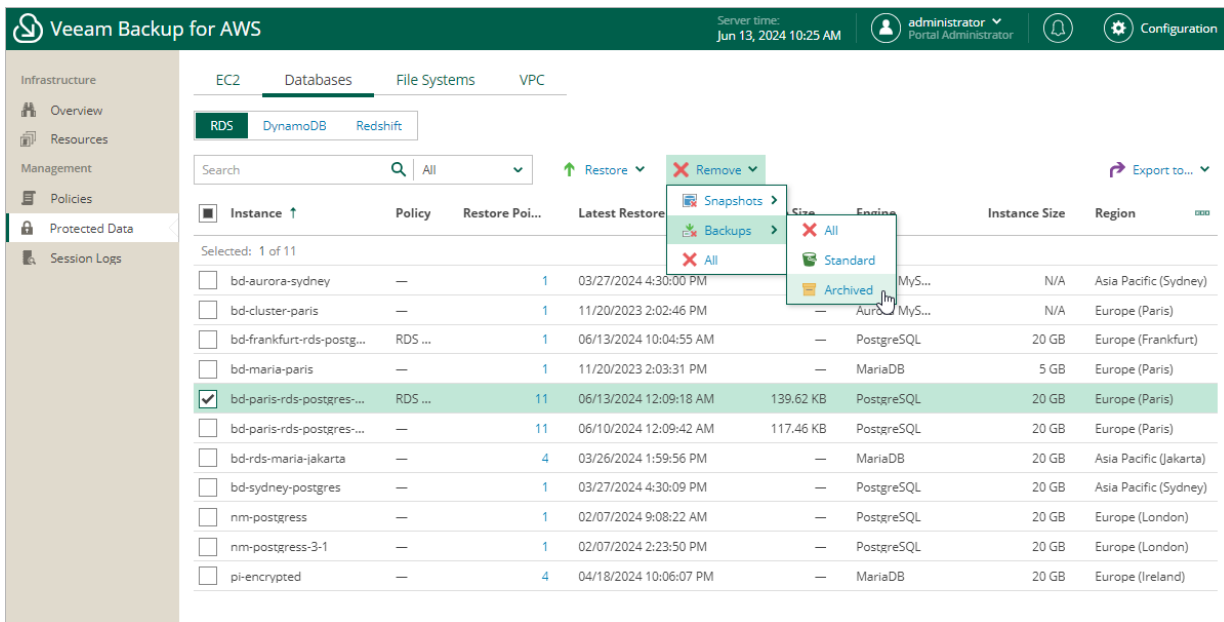 Veeam Backup for AWS
Server time:
Jun 13, 2024 10:25 AM
administrator
Portal Administrator
Configuration
Infrastructure
Overview
Resources
Management
Policies
Protected Data
Session Logs
EC2 Databases File Systems VPC
RDS DynamoDB Redshift
Search All Restore Remove Export to...
Snapshots
Backups
All
All
Standard
Archived
Instance Policy Restore Poi... Latest Restore Size Engine Instance Size Region
Selected: 1 of 11
bd-aurora-sydney — 1 03/27/2024 4:30:00 PM MyS... N/A Asia Pacific (Sydney)
bd-cluster-paris — 1 11/20/2023 2:02:46 PM — Aurora MyS... N/A Europe (Paris)
bd-frankfurt-rds-postg... RDS ... 1 06/13/2024 10:04:55 AM — PostgreSQL 20 GB Europe (Frankfurt)
bd-maria-paris — 1 11/20/2023 2:03:31 PM — MariaDB 5 GB Europe (Paris)
bd-paris-rds-postgres-... RDS ... 11 06/13/2024 12:09:18 AM 139.62 KB PostgreSQL 20 GB Europe (Paris)
bd-paris-rds-postgres-... — 11 06/10/2024 12:09:42 AM 117.46 KB PostgreSQL 20 GB Europe (Paris)
bd-rds-maria-jakarta — 4 03/26/2024 1:59:56 PM — MariaDB 20 GB Asia Pacific (Jakarta)
bd-sydney-postgres — 1 03/27/2024 4:30:09 PM — PostgreSQL 20 GB Asia Pacific (Sydney)
nm-postgress — 1 02/07/2024 9:08:22 AM — PostgreSQL 20 GB Europe (London)
nm-postgress-3-1 — 1 02/07/2024 2:23:50 PM — PostgreSQL 20 GB Europe (London)
pi-encrypted — 4 04/18/2024 10:06:07 PM — MariaDB 20 GB Europe (Ireland)